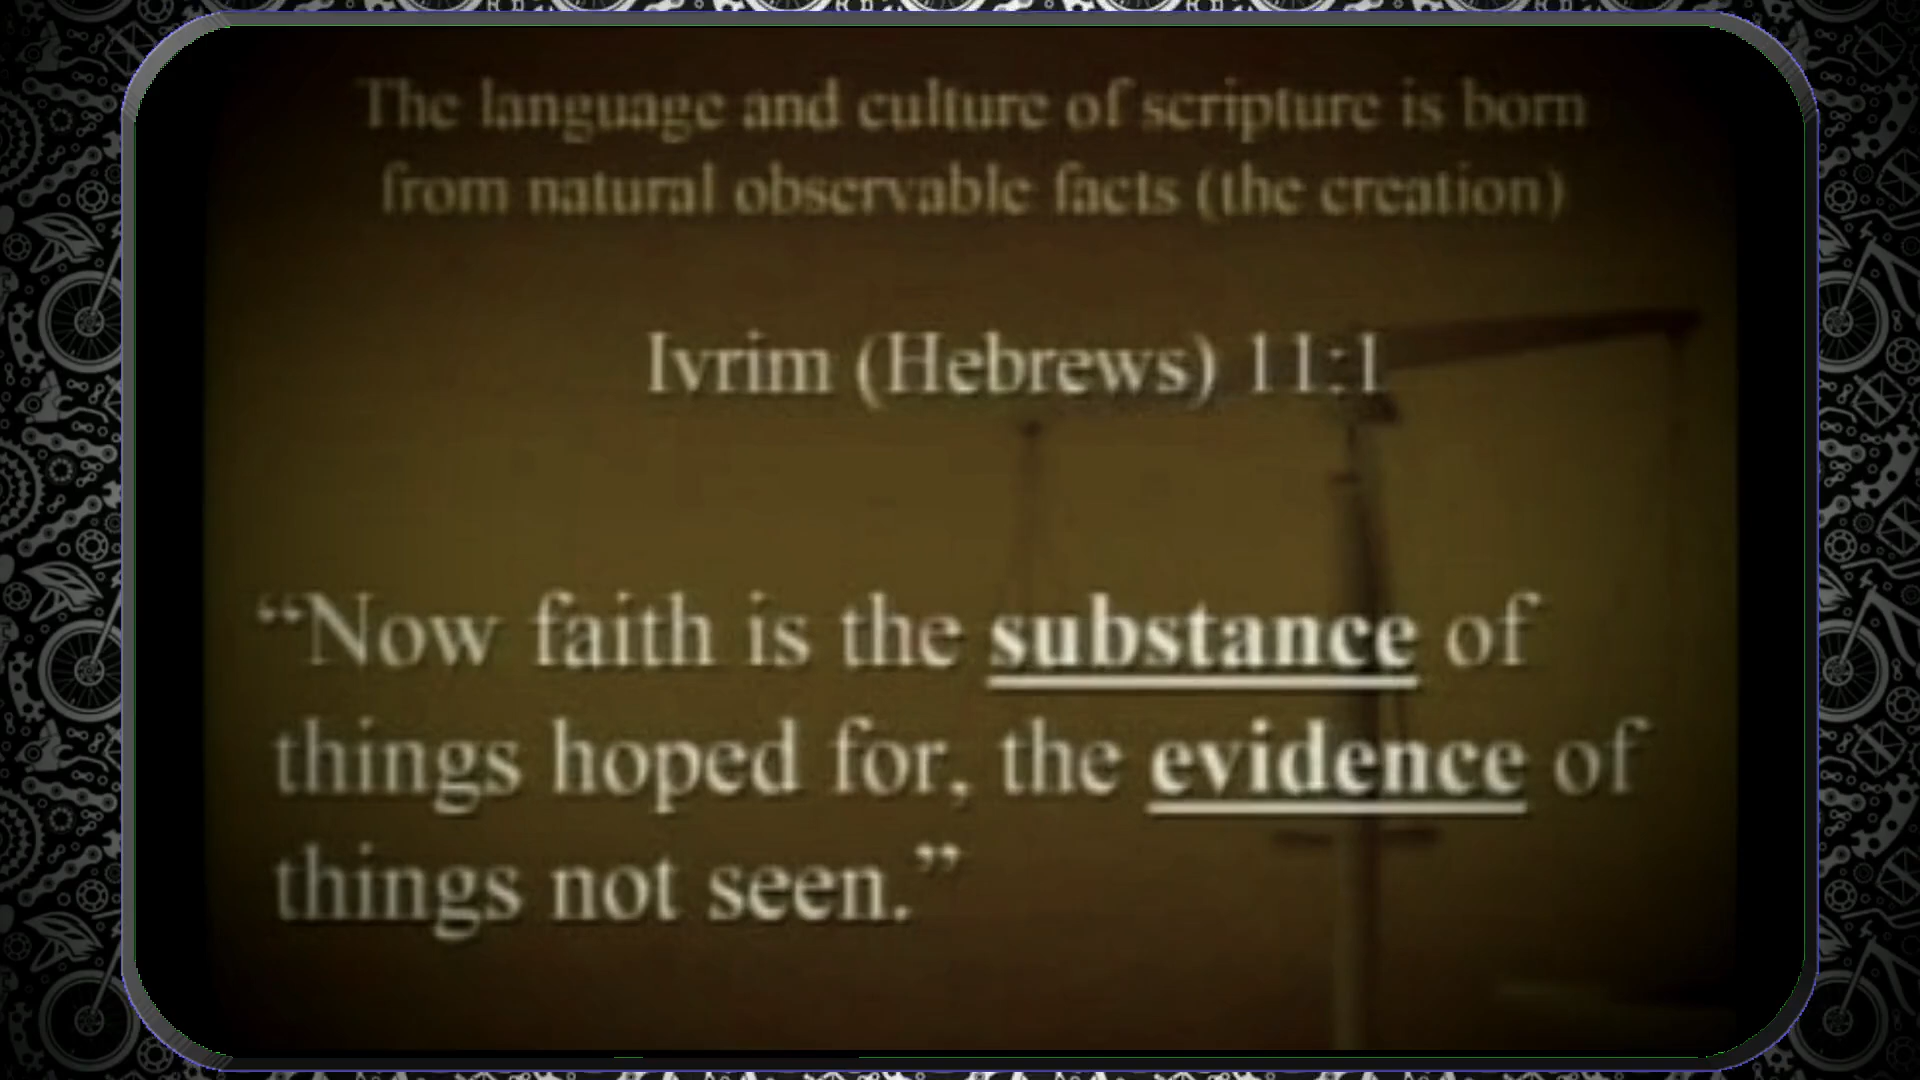 The language and culture of scripture is born
from natural observable facts (the creation)
Ivrim (Hebrews) 11:1
“Now faith is the substance of
things hoped for, the evidence of
things not seen.”